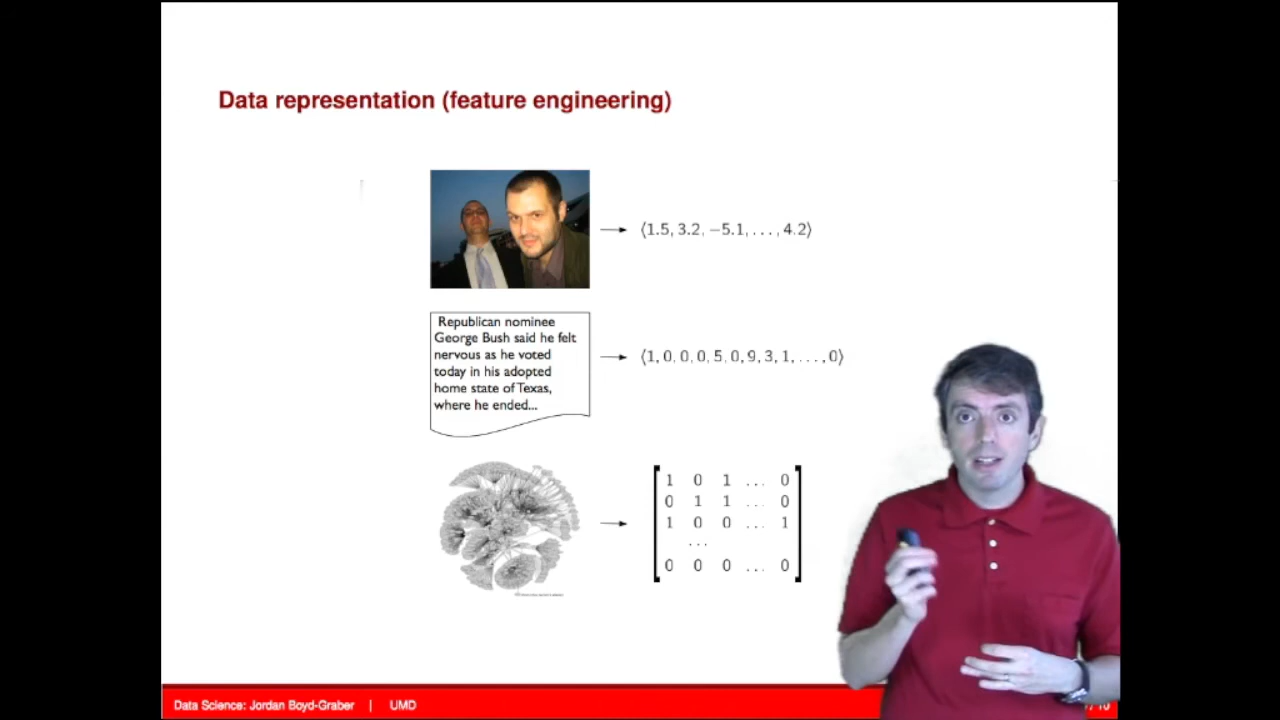 Data representation (feature engineering)
⟨1.5, 3.2, −5.1, . . . , 4.2⟩
Republican nominee
George Bush said he felt
nervous as he voted
today in his adopted
home state of Texas,
where he ended...
⟨1, 0, 0, 0, 5, 0, 9, 3, 1, . . . , 0⟩
1 0 1 ... 0
0 1 1 ... 0
1 0 0 ... 1
...
0 0 0 ... 0
Data Science: Jordan Boyd-Graber | UMD